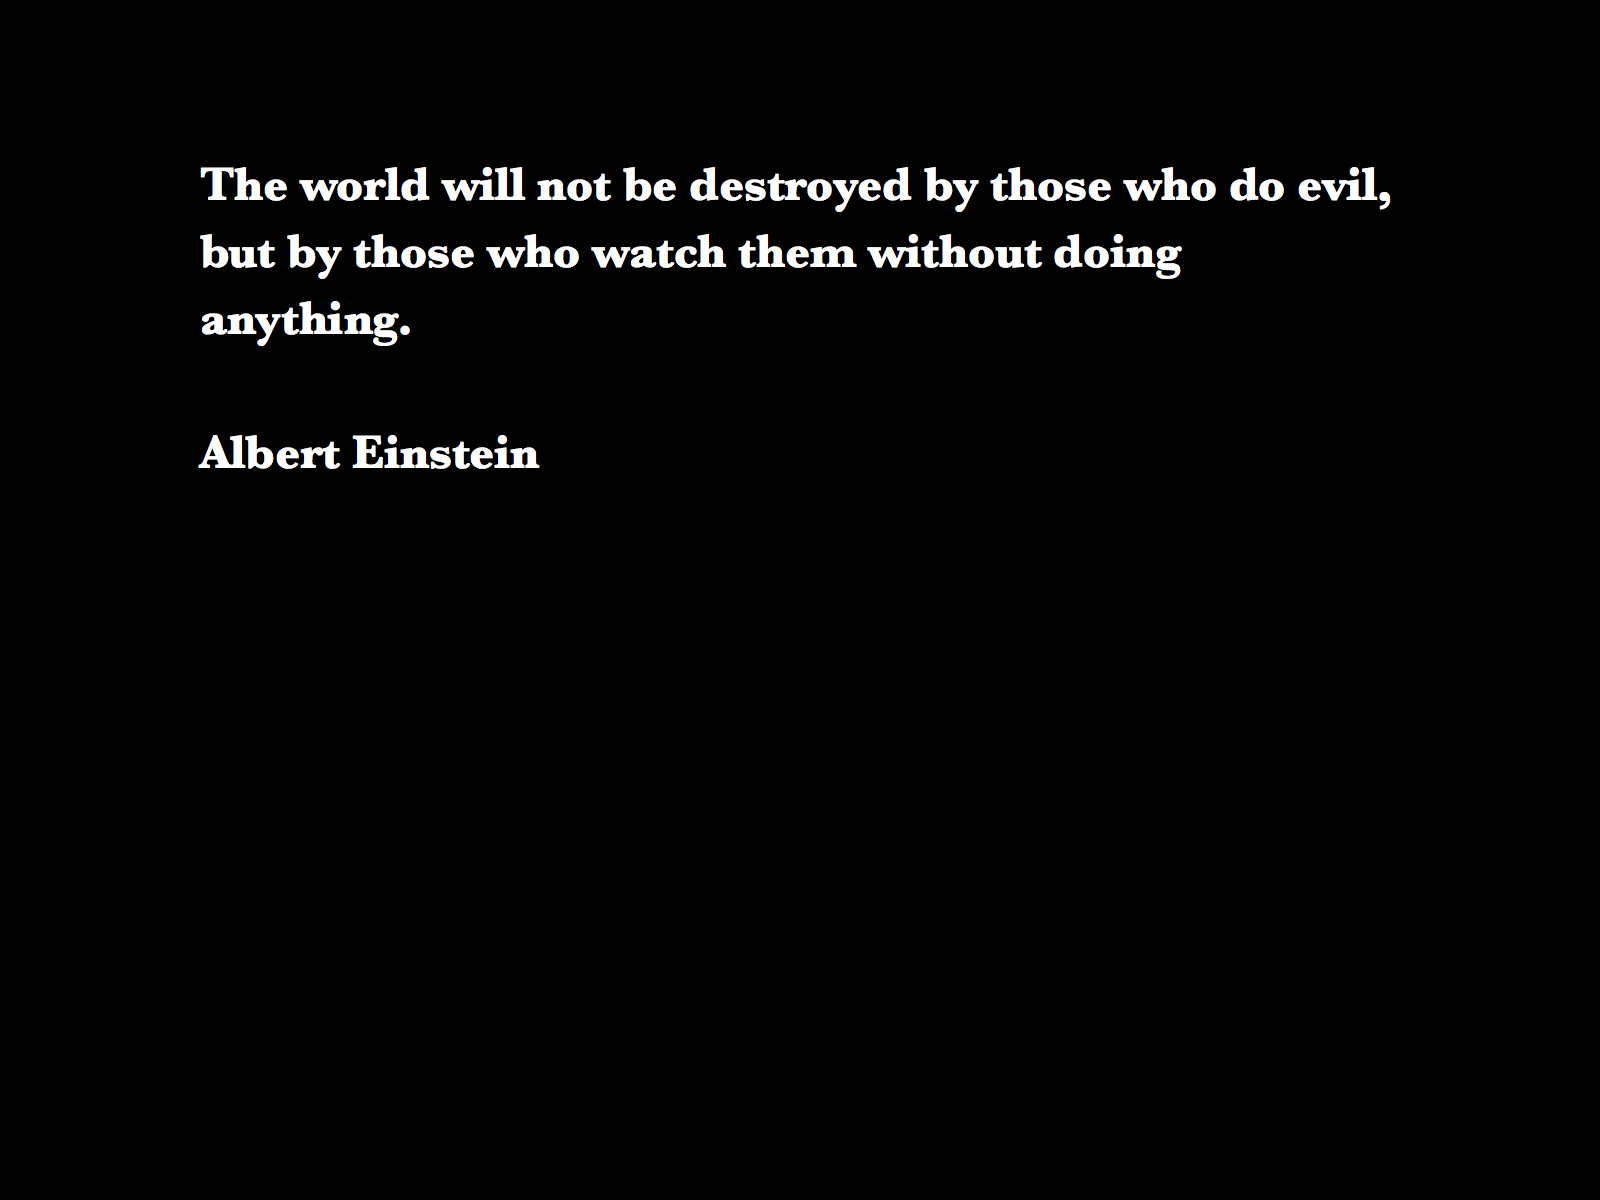 The world will not be destroyed by those who do evil,
but by those who watch them without doing
anything.
Albert Einstein